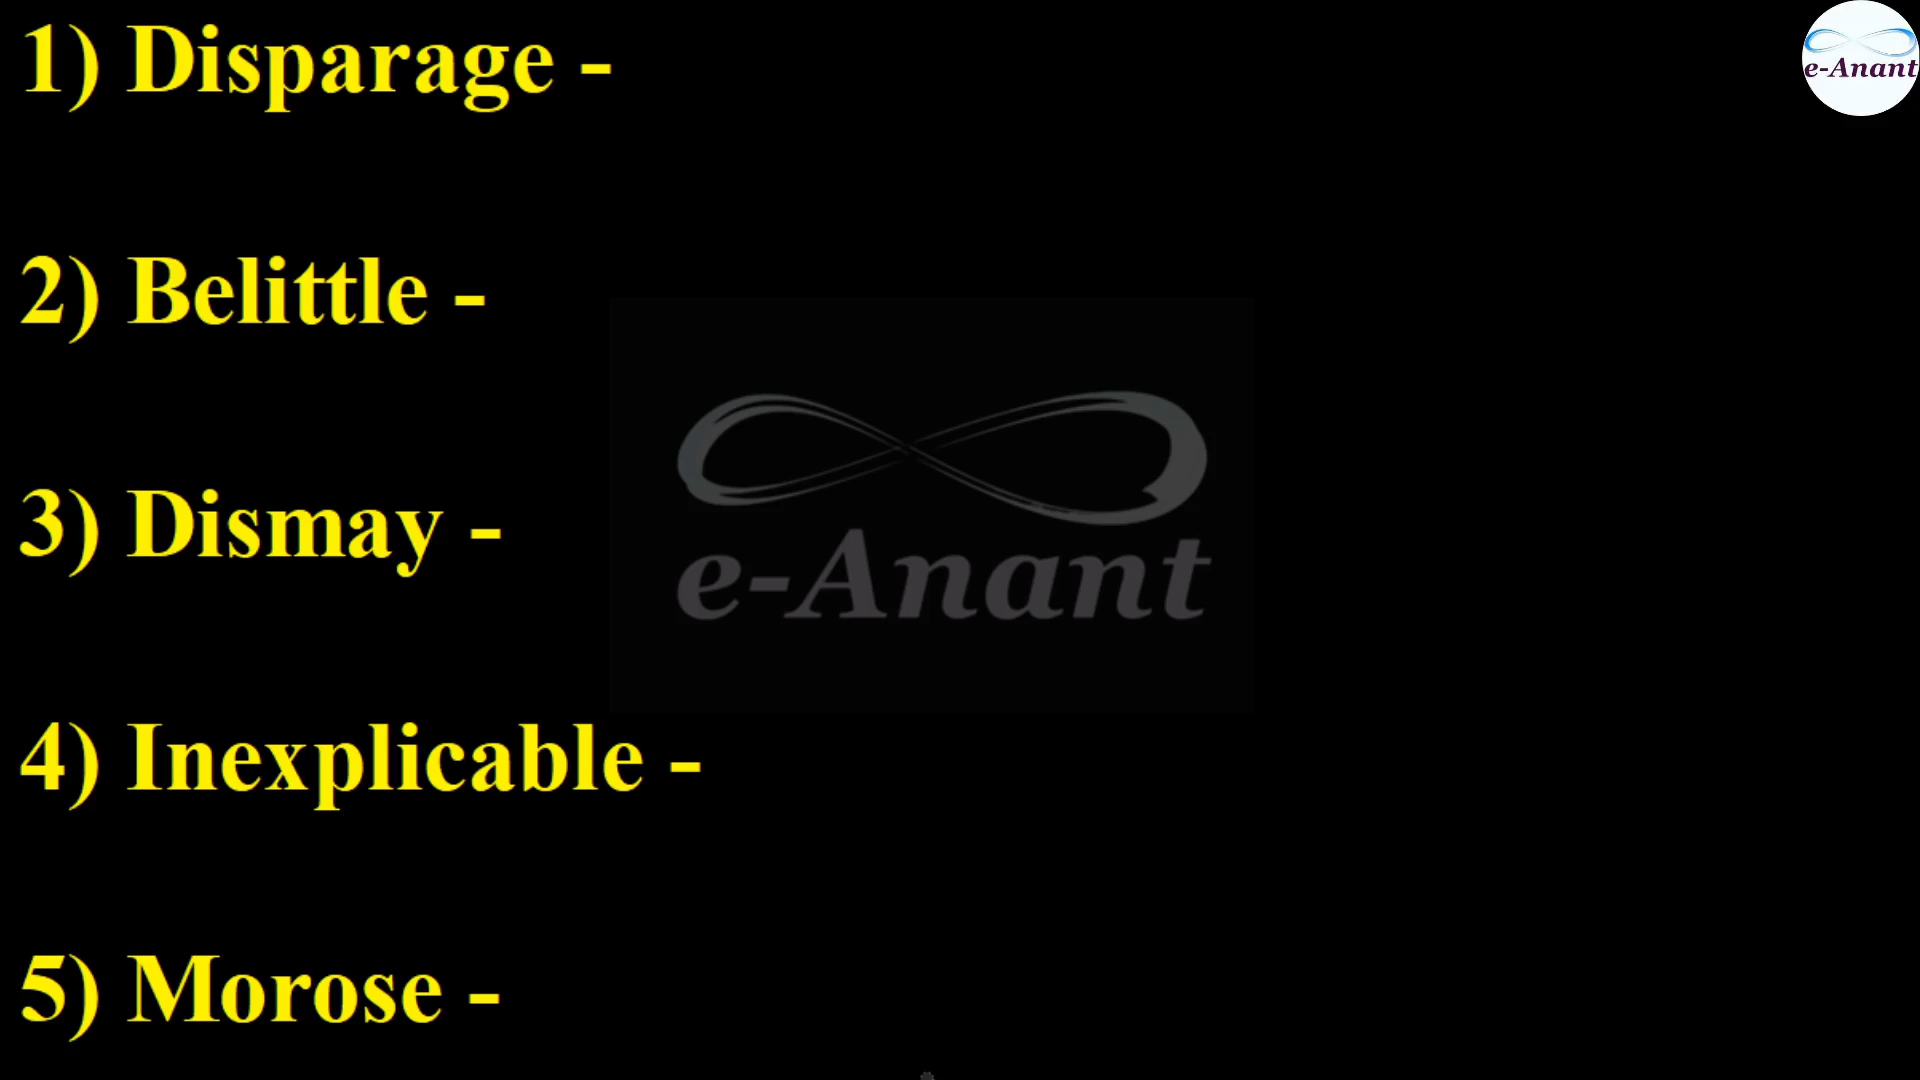 1) Disparage -
e-Anant
2) Belittle -
3) Dismay -
e-Anant
4) Inexplicable -
5) Morose -